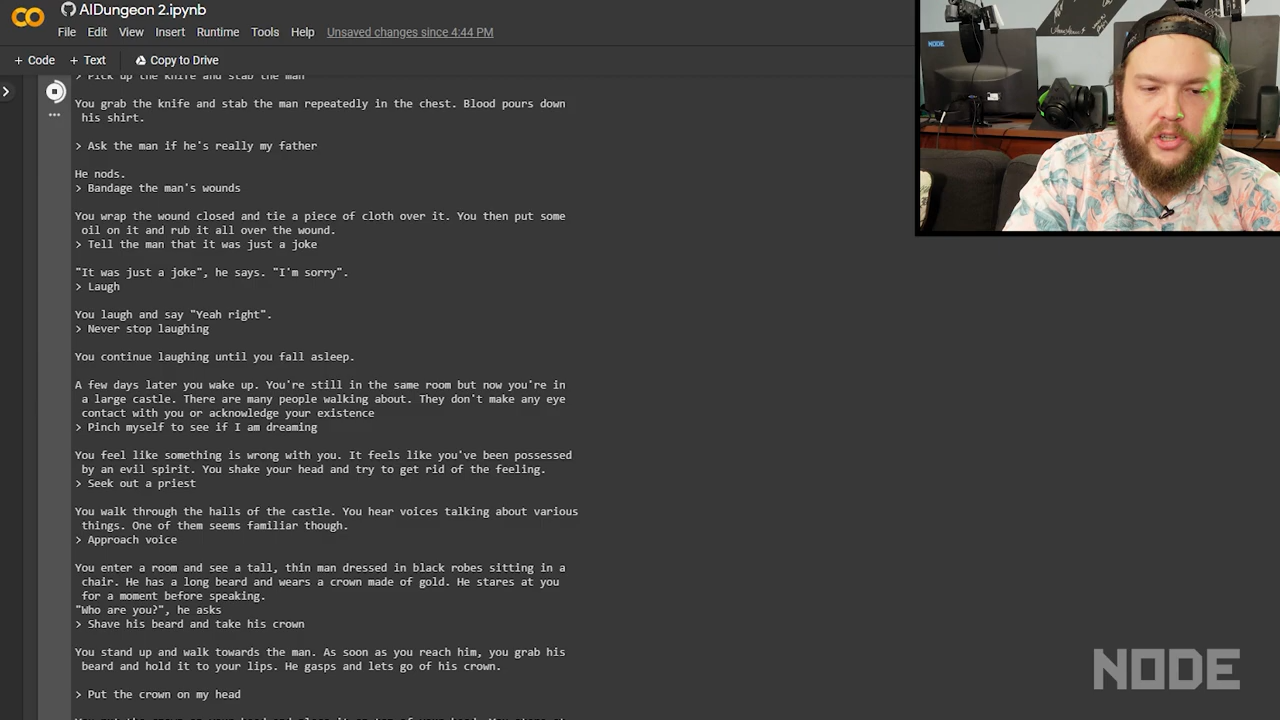 AIDungeon 2.ipynb
File Edit View Insert Runtime Tools Help Unsaved changes since 4:44 PM
+ Code + Text Copy to Drive
> Pick up the knife and stab the man
You grab the knife and stab the man repeatedly in the chest. Blood pours down
his shirt.
> Ask the man if he's really my father
He nods.
> Bandage the man's wounds
You wrap the wound closed and tie a piece of cloth over it. You then put some
oil on it and rub it all over the wound.
> Tell the man that it was just a joke
"It was just a joke", he says. "I'm sorry".
> Laugh
You laugh and say "Yeah right".
> Never stop laughing
You continue laughing until you fall asleep.
A few days later you wake up. You're still in the same room but now you're in
a large castle. There are many people walking about. They don't make any eye
contact with you or acknowledge your existence
> Pinch myself to see if I am dreaming
You feel like something is wrong with you. It feels like you've been possessed
by an evil spirit. You shake your head and try to get rid of the feeling.
> Seek out a priest
You walk through the halls of the castle. You hear voices talking about various
things. One of them seems familiar though.
> Approach voice
You enter a room and see a tall, thin man dressed in black robes sitting in a
chair. He has a long beard and wears a crown made of gold. He stares at you
for a moment before speaking.
"Who are you?", he asks
> Shave his beard and take his crown
You stand up and walk towards the man. As soon as you reach him, you grab his
beard and hold it to your lips. He gasps and lets go of his crown.
> Put the crown on my head
NODE
NODE